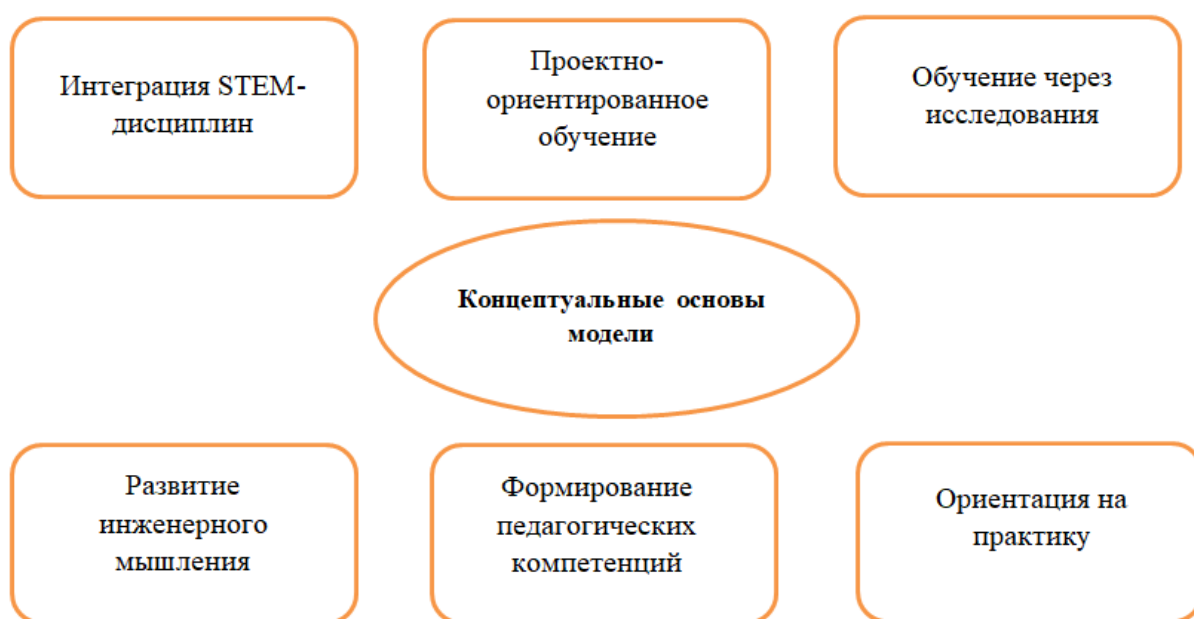 Интеграция STEM-
дисциплин
Проектно-
ориентированное
обучение
Обучение через
исследования
Концептуальные основы
модели
Развитие
инженерного
мышления
Формирование
педагогических
компетенций
Ориентация на
практику